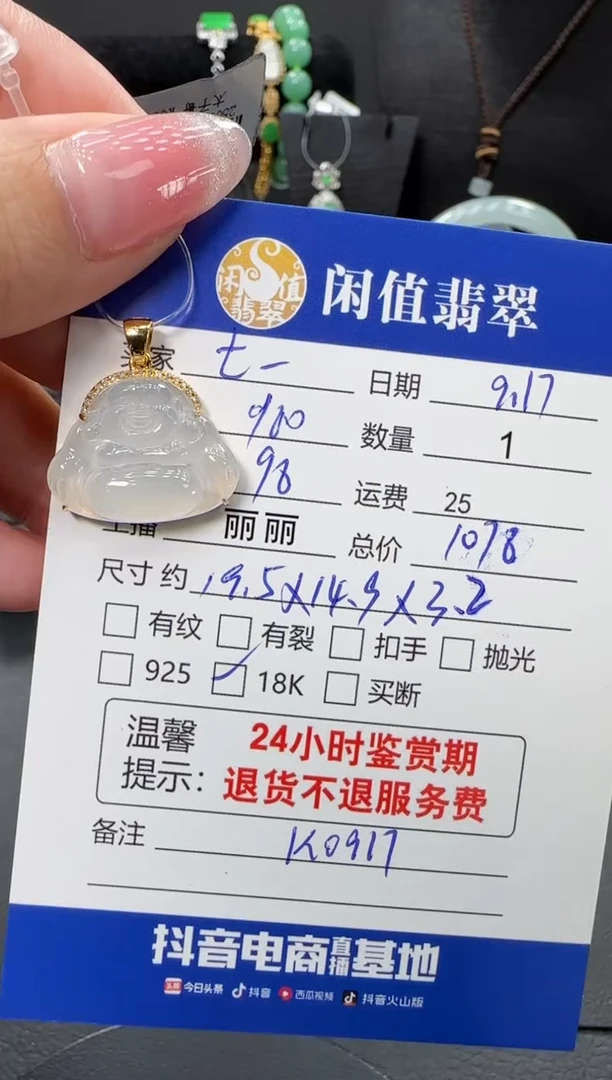 闲值翡翠
闲值翡翠
家 七一 日期 9.17
980 数量 1
98 运费 25
主播 丽丽 总价 1078
尺寸 约 19.5X14.9X3.2
有纹 有裂 扣手 抛光
925 18K 买断
温馨提示: 24小时鉴赏期
退货不退服务费
备注 K0917
抖音电商直播基地
头条 今日头条 抖音 西瓜视频 抖音火山版